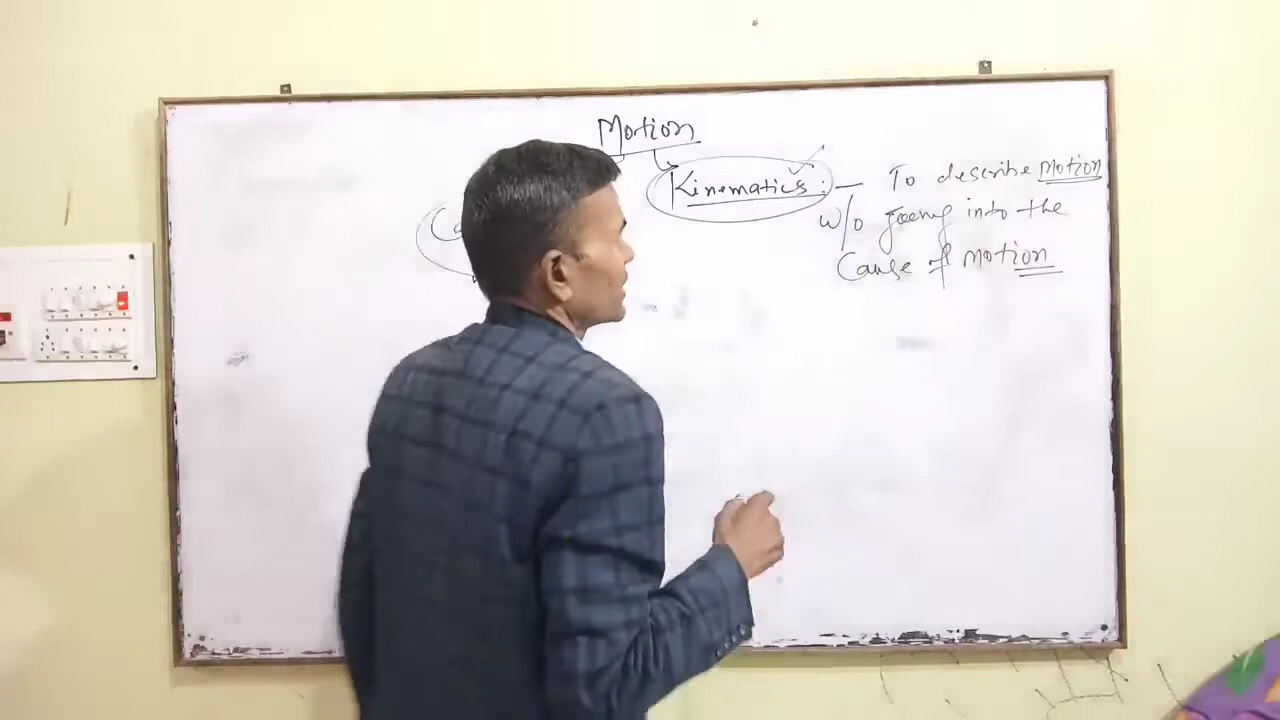 Motion
Kinematics :— To describe Motion
w/o going into the
Cause of motion